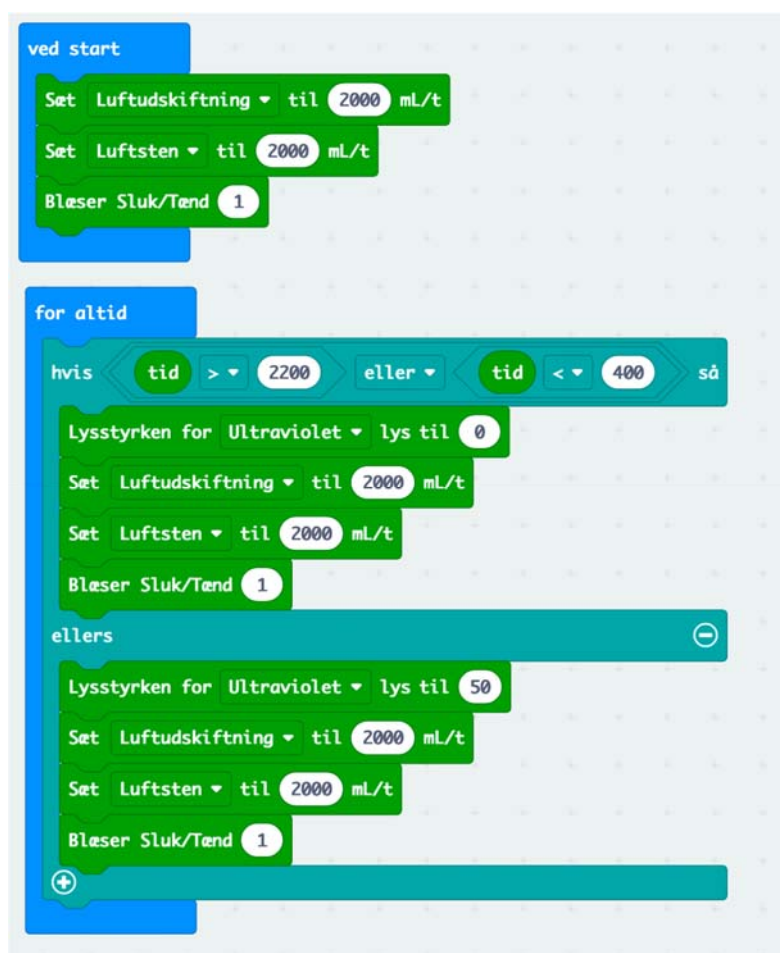 ved start
Sæt Luftudskiftning til 2000 mL/t
Sæt Luftsten til 2000 mL/t
Blæser Sluk/Tænd 1
for altid
hvis tid > 2200 eller tid < 400 så
Lysstyrken for Ultraviolet lys til 0
Sæt Luftudskiftning til 2000 mL/t
Sæt Luftsten til 2000 mL/t
Blæser Sluk/Tænd 1
ellers
Lysstyrken for Ultraviolet lys til 50
Sæt Luftudskiftning til 2000 mL/t
Sæt Luftsten til 2000 mL/t
Blæser Sluk/Tænd 1